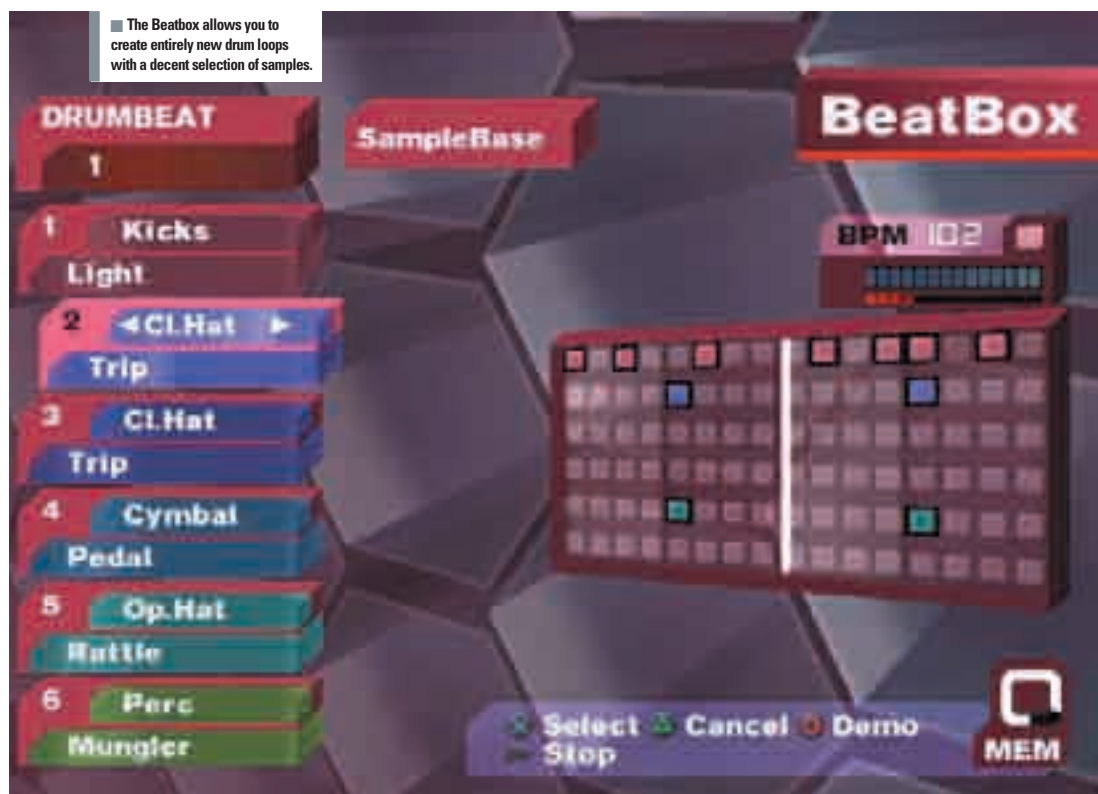 The Beatbox allows you to
create entirely new drum loops
with a decent selection of samples.
DRUMBEAT
1
SampleBase
BeatBox
BPM 102
1 Kicks
Light
2 Cl.Hat
Trip
3 Cl.Hat
Trip
4 Cymbal
Pedal
5 Op.Hat
Rattle
6 Perc
Mungler
Select Cancel Demo
Stop
MEM